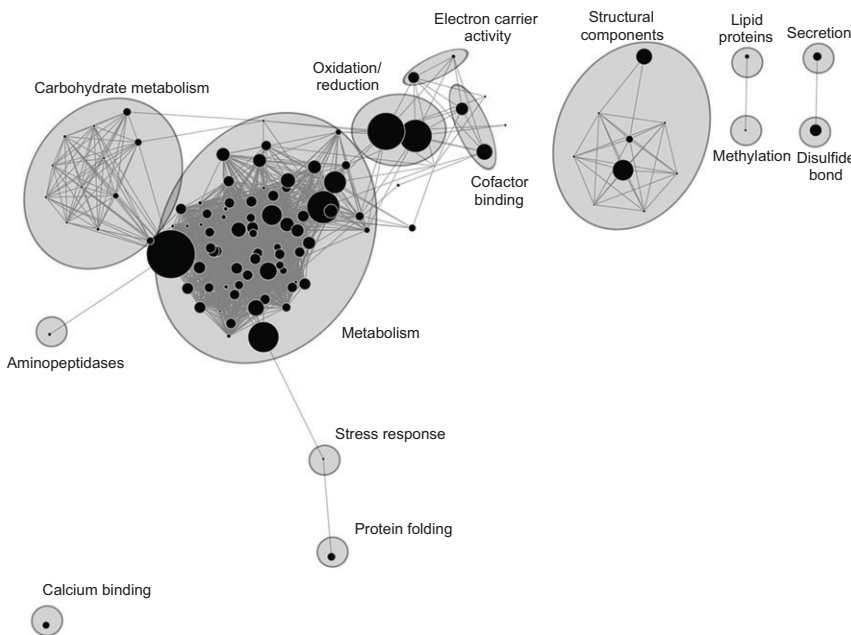 Electron carrier
activity
Structural
components
Lipid
proteins
Secretion
Oxidation/
reduction
Carbohydrate metabolism
Methylation
Disulfide
bond
Cofactor
binding
Metabolism
Aminopeptidases
Stress response
Protein folding
Calcium binding